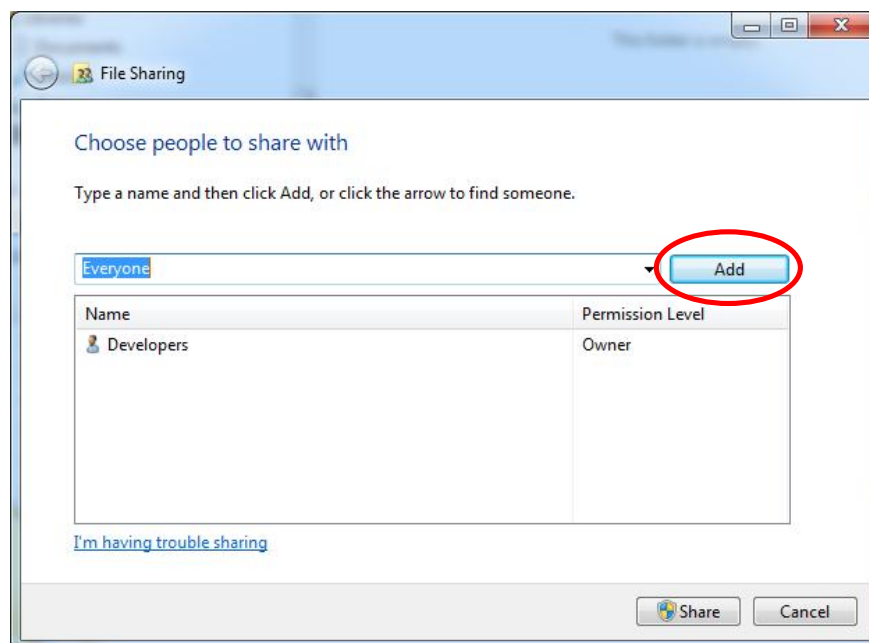 File Sharing
Choose people to share with
Type a name and then click Add, or click the arrow to find someone.
Everyone
Add
Name Permission Level
Developers Owner
I'm having trouble sharing
Share Cancel